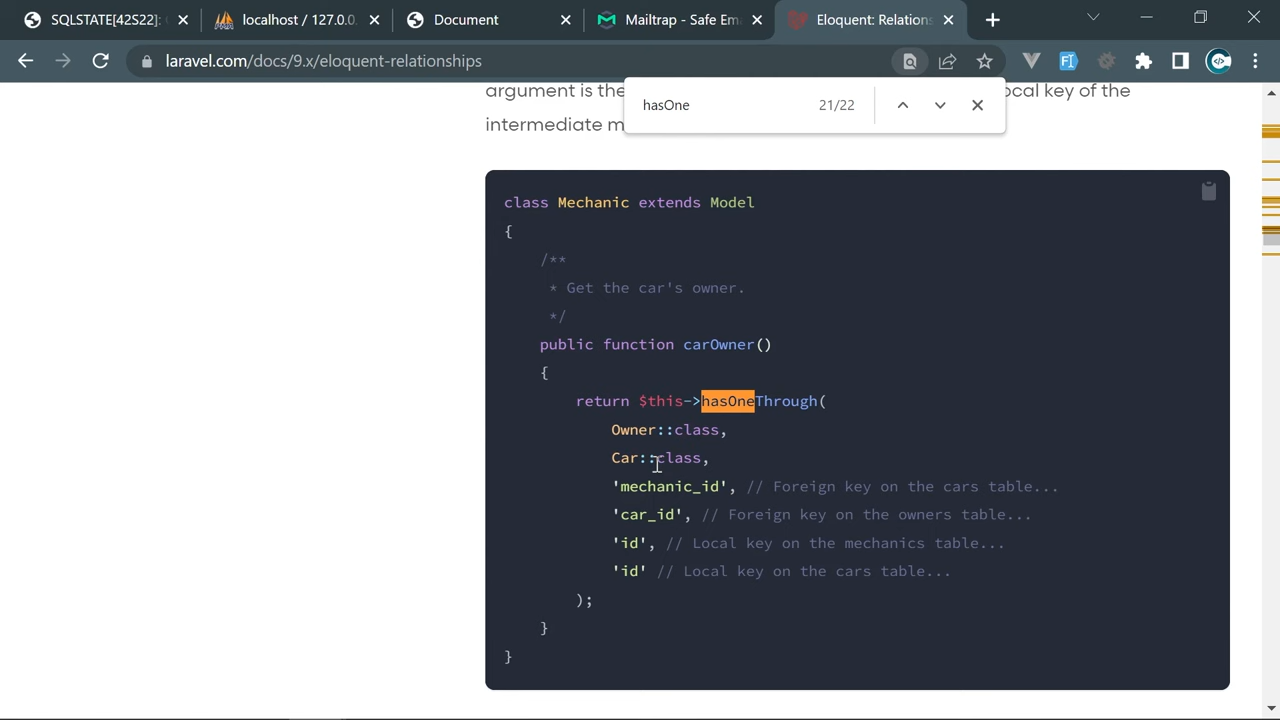 SQLSTATE[42S22]:
localhost / 127.0.0.
Document
Mailtrap - Safe Em
Eloquent: Relations
laravel.com/docs/9.x/eloquent-relationships
hasOne
21/22
argument is the
ocal key of the
intermediate m
class Mechanic extends Model
{
/**
* Get the car's owner.
*/
public function carOwner()
{
return $this->hasOneThrough(
Owner::class,
Car::class,
'mechanic_id', // Foreign key on the cars table...
'car_id', // Foreign key on the owners table...
'id', // Local key on the mechanics table...
'id' // Local key on the cars table...
);
}
}